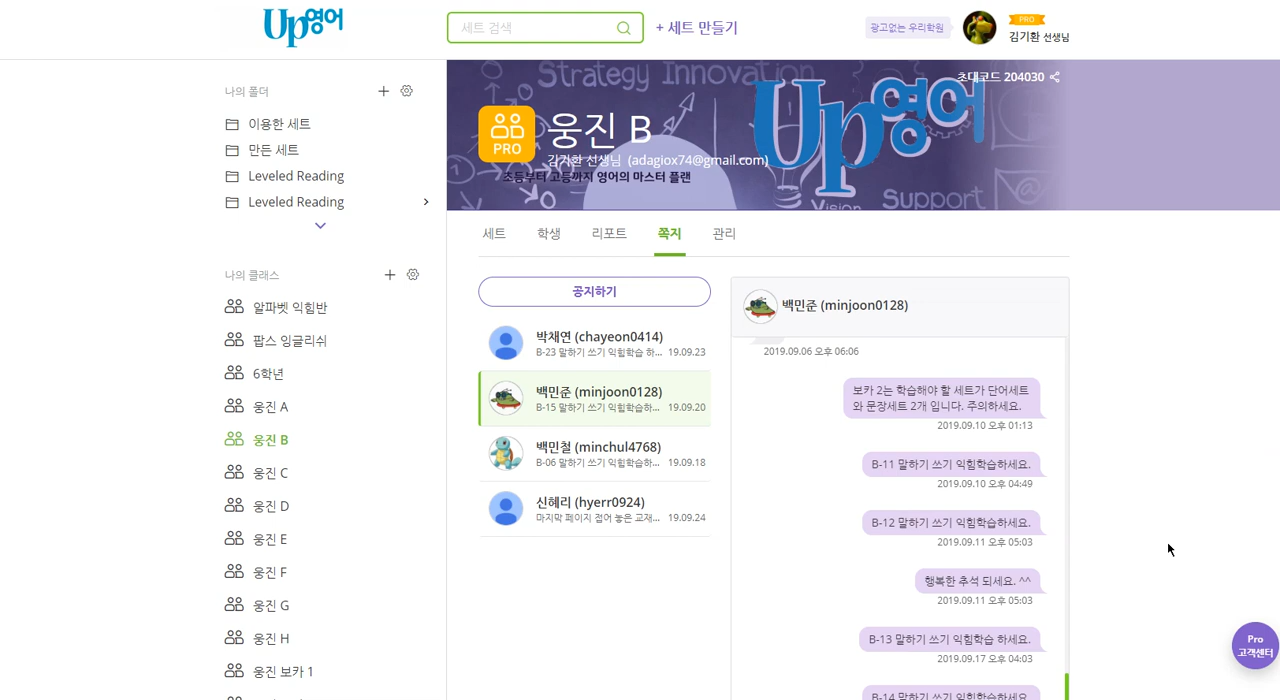 Up영어
세트 검색
+ 세트 만들기
광고없는 우리학원
PRO
김기환 선생님
나의 폴더
이용한 세트
만든 세트
Leveled Reading
Leveled Reading
나의 클래스
알파벳 익힘반
팝스 잉글리쉬
6학년
웅진 A
웅진 B
웅진 C
웅진 D
웅진 E
웅진 F
웅진 G
웅진 H
웅진 보카 1
Strategy Innovation
초대코드 204030
Up영어
PRO
웅진 B
김기환 선생님 (adagiox74@gmail.com)
초등부터 고등까지 영어의 마스터 플랜
Vision
Support
세트
학생
리포트
쪽지
관리
공지하기
박채연 (chayeon0414)
B-23 말하기 쓰기 익힘학습 하... 19.09.23
백민준 (minjoon0128)
B-15 말하기 쓰기 익힘학습하... 19.09.20
백민철 (minchul4768)
B-06 말하기 쓰기 익힘학습하... 19.09.18
신혜리 (hyerr0924)
마지막 페이지 접어 놓은 교재... 19.09.24
백민준 (minjoon0128)
2019.09.06 오후 06:06
보카 2는 학습해야 할 세트가 단어세트
와 문장세트 2개 입니다. 주의하세요.
2019.09.10 오후 01:13
B-11 말하기 쓰기 익힘학습하세요.
2019.09.10 오후 04:49
B-12 말하기 쓰기 익힘학습하세요.
2019.09.11 오후 05:03
행복한 추석 되세요. ^^
2019.09.11 오후 05:03
B-13 말하기 쓰기 익힘학습 하세요.
2019.09.17 오후 04:03
B-14 말하기 쓰기 익힘학습하세요.
Pro
고객센터